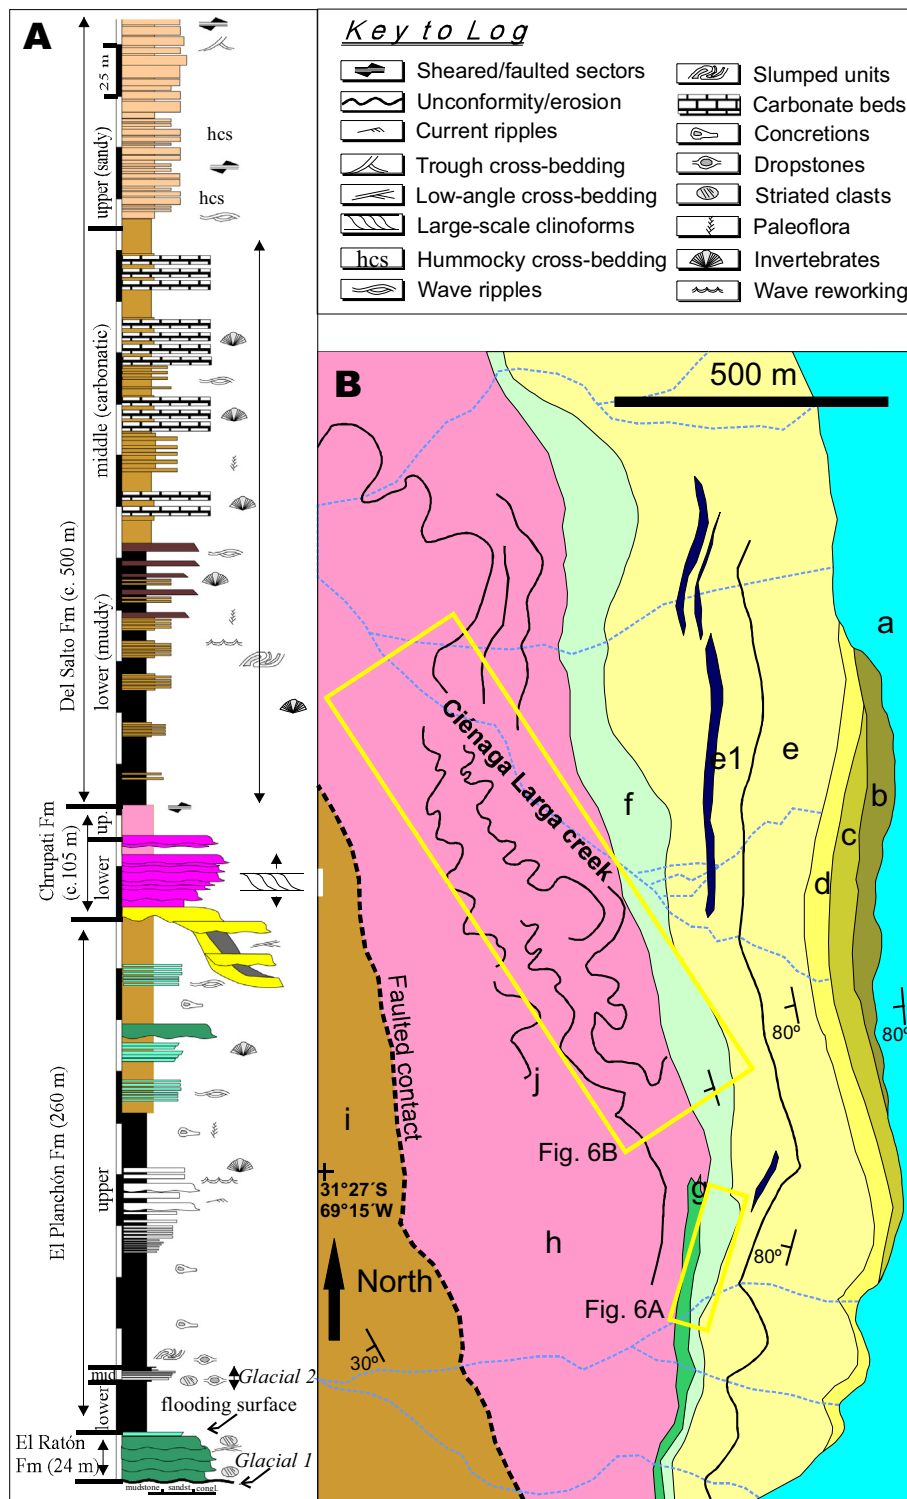 A
25 m
upper (sandy)
hcs
hcs
middle (carbonatic)
Del Salto Fm (c. 500 m)
lower (muddy)
up.
Chrupati Fm
(c.105 m)
lower
El Planchón Fm (260 m)
upper
mid
Glacial 2
lower
flooding surface
El Ratón
Fm (24 m)
Glacial 1
mudstone sandst. congl.
Key to Log
Sheared/faulted sectors
Unconformity/erosion
Current ripples
Trough cross-bedding
Low-angle cross-bedding
Large-scale clinoforms
hcs Hummocky cross-bedding
Wave ripples
Slumped units
Carbonate beds
Concretions
Dropstones
Striated clasts
Paleoflora
Invertebrates
Wave reworking
B
500 m
a
Ciénaga Larga creek
e1
e
f
b
c
d
Faulted contact
80º
80º
j
i
Fig. 6B
31°27´S
69°15´W
g
h
80º
North
Fig. 6A
30º